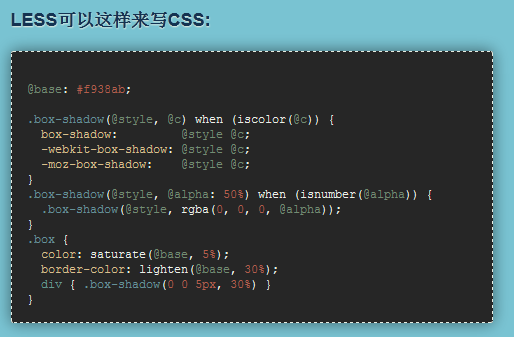 LESS可以这样来写CSS:
@base: #f938ab;
.box-shadow(@style, @c) when (iscolor(@c)) {
  box-shadow:         @style @c;
  -webkit-box-shadow: @style @c;
  -moz-box-shadow:    @style @c;
}
.box-shadow(@style, @alpha: 50%) when (isnumber(@alpha)) {
  .box-shadow(@style, rgba(0, 0, 0, @alpha));
}
.box {
  color: saturate(@base, 5%);
  border-color: lighten(@base, 30%);
  div { .box-shadow(0 0 5px, 30%) }
}